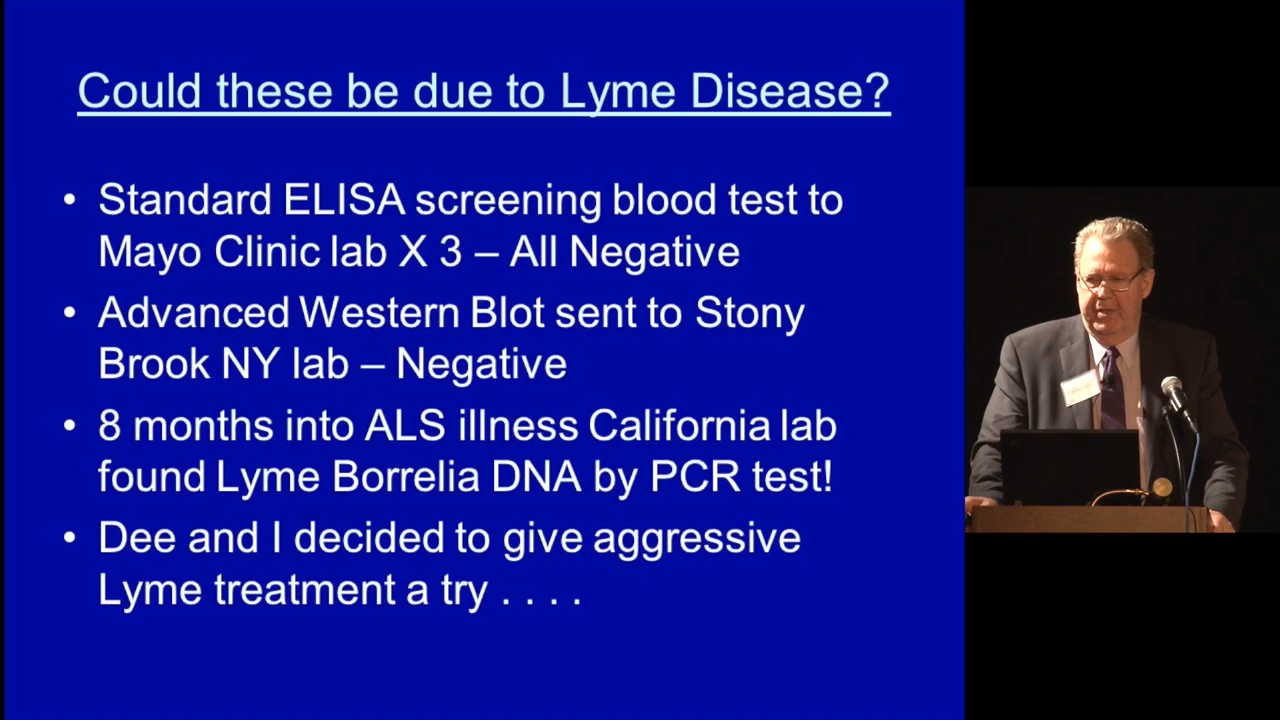 Could these be due to Lyme Disease?
• Standard ELISA screening blood test to
Mayo Clinic lab X 3 – All Negative
• Advanced Western Blot sent to Stony
Brook NY lab – Negative
• 8 months into ALS illness California lab
found Lyme Borrelia DNA by PCR test!
• Dee and I decided to give aggressive
Lyme treatment a try . . . .